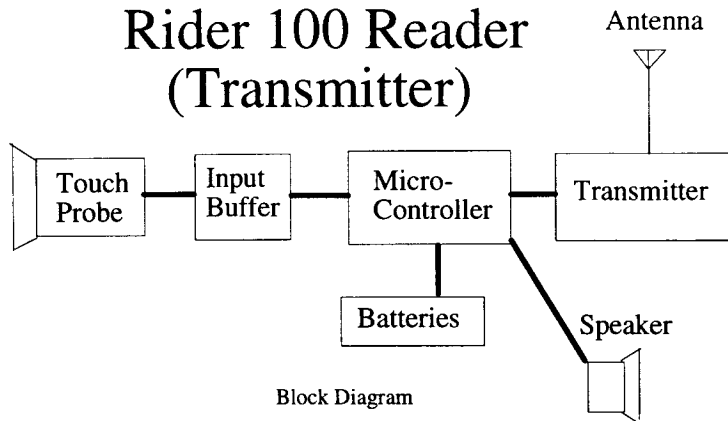 Rider 100 Reader
(Transmitter)
Antenna
Touch
Probe
Input
Buffer
Micro-
Controller
Transmitter
Batteries
Speaker
Block Diagram